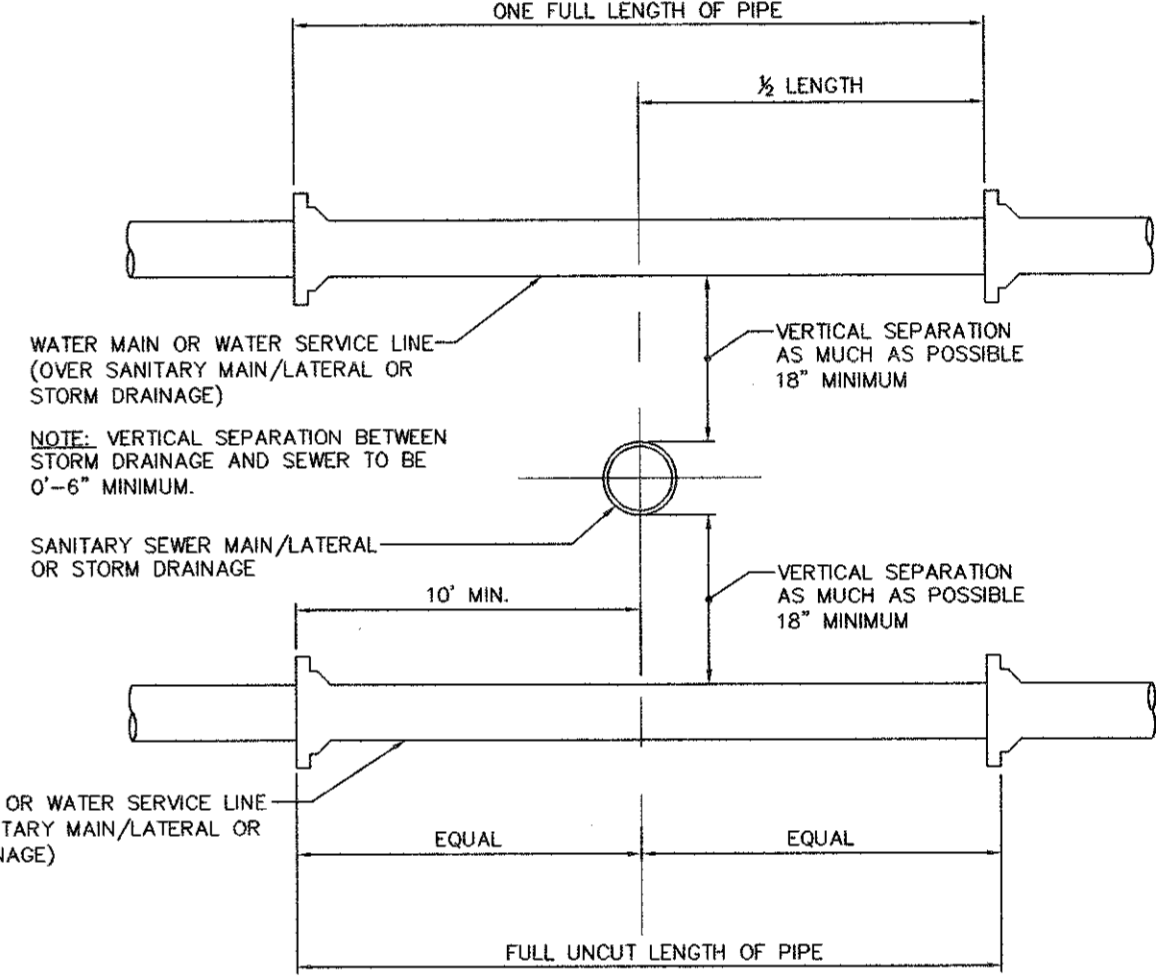 ONE FULL LENGTH OF PIPE
½ LENGTH
WATER MAIN OR WATER SERVICE LINE
(OVER SANITARY MAIN/LATERAL OR
STORM DRAINAGE)
VERTICAL SEPARATION
AS MUCH AS POSSIBLE
18" MINIMUM
NOTE: VERTICAL SEPARATION BETWEEN
STORM DRAINAGE AND SEWER TO BE
0'-6" MINIMUM.
SANITARY SEWER MAIN/LATERAL
OR STORM DRAINAGE
VERTICAL SEPARATION
AS MUCH AS POSSIBLE
18" MINIMUM
10' MIN.
OR WATER SERVICE LINE
TARY MAIN/LATERAL OR
NAGE)
EQUAL
EQUAL
FULL UNCUT LENGTH OF PIPE